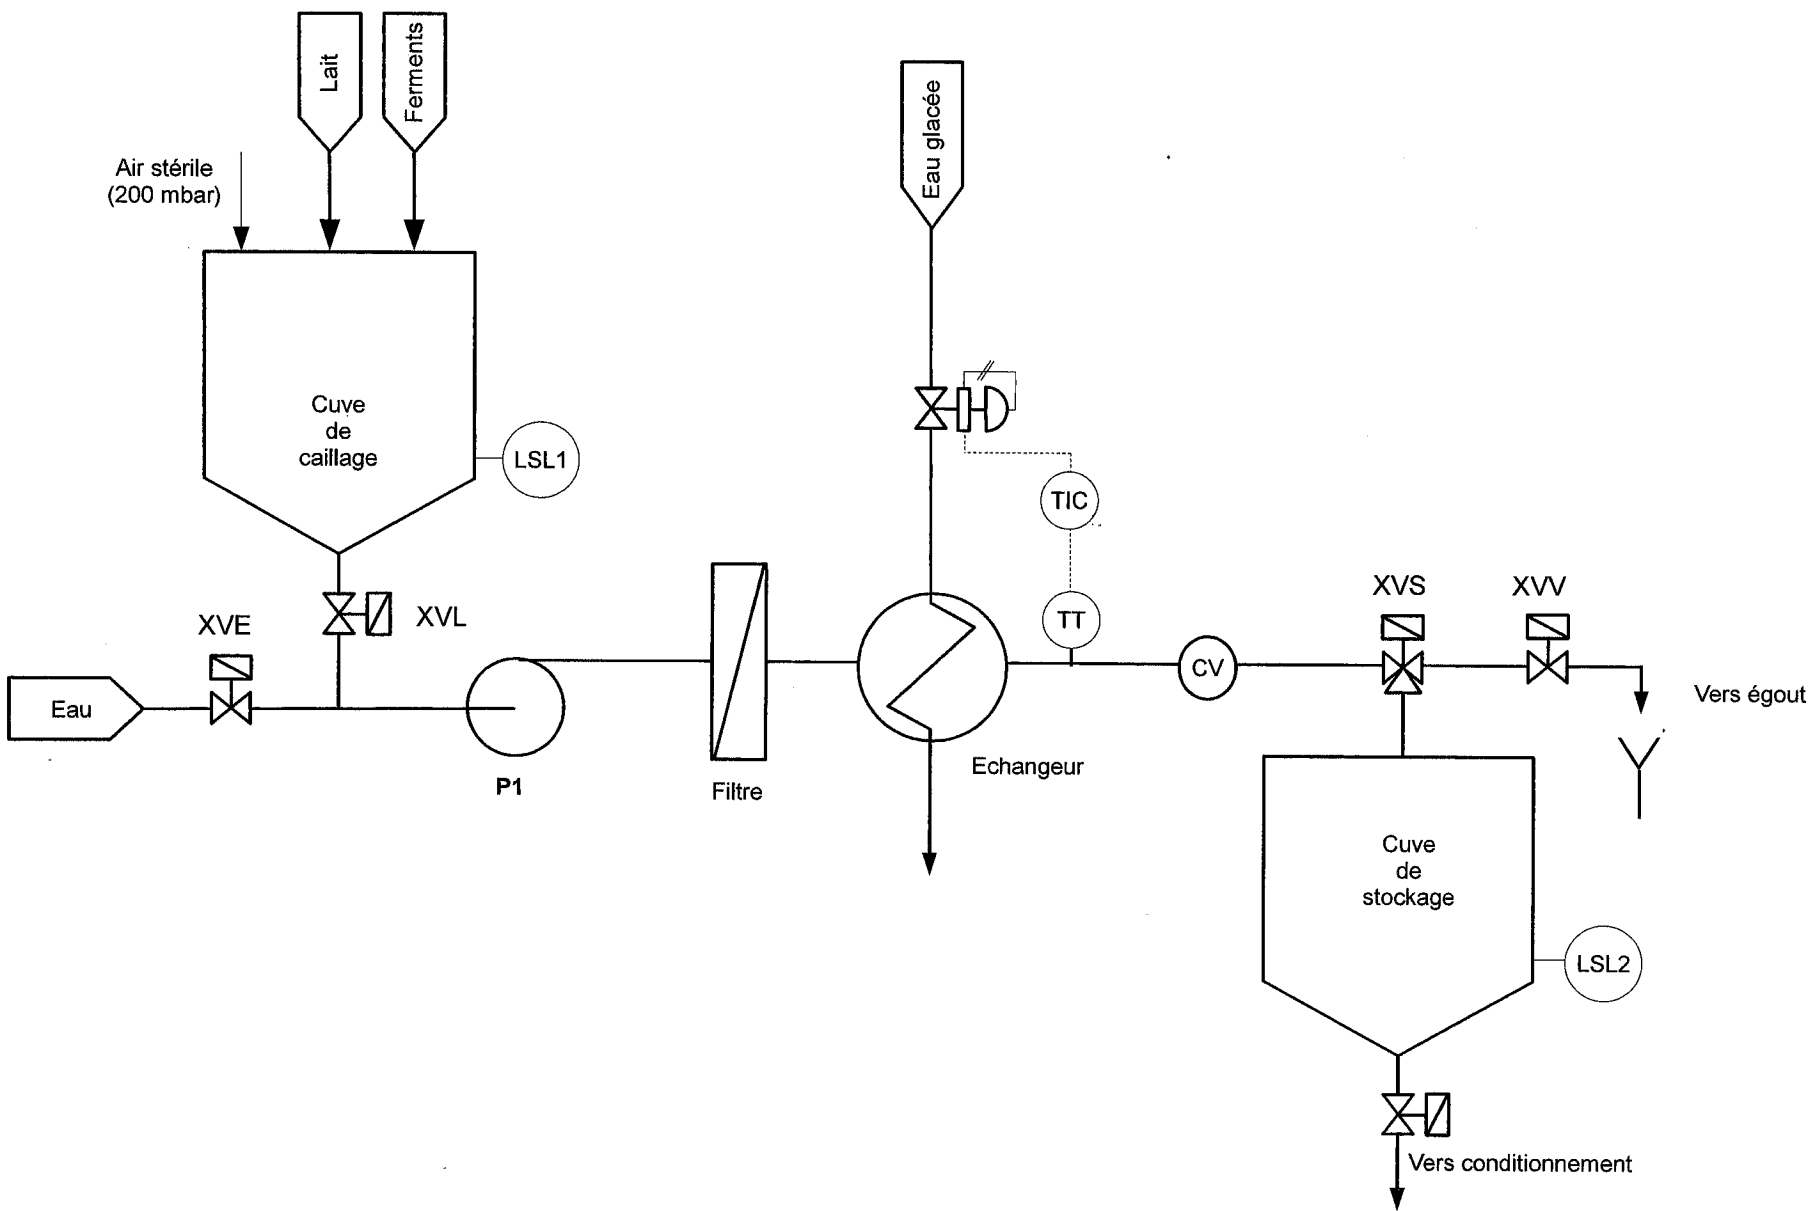 Lait
Ferments
Air stérile
(200 mbar)
Eau glacée
Cuve
de
caillage
LSL1
TIC
TT
XVE
XVL
Eau
P1
Filtre
Echangeur
CV
XVS
XVV
Vers égout
Cuve
de
stockage
LSL2
Vers conditionnement